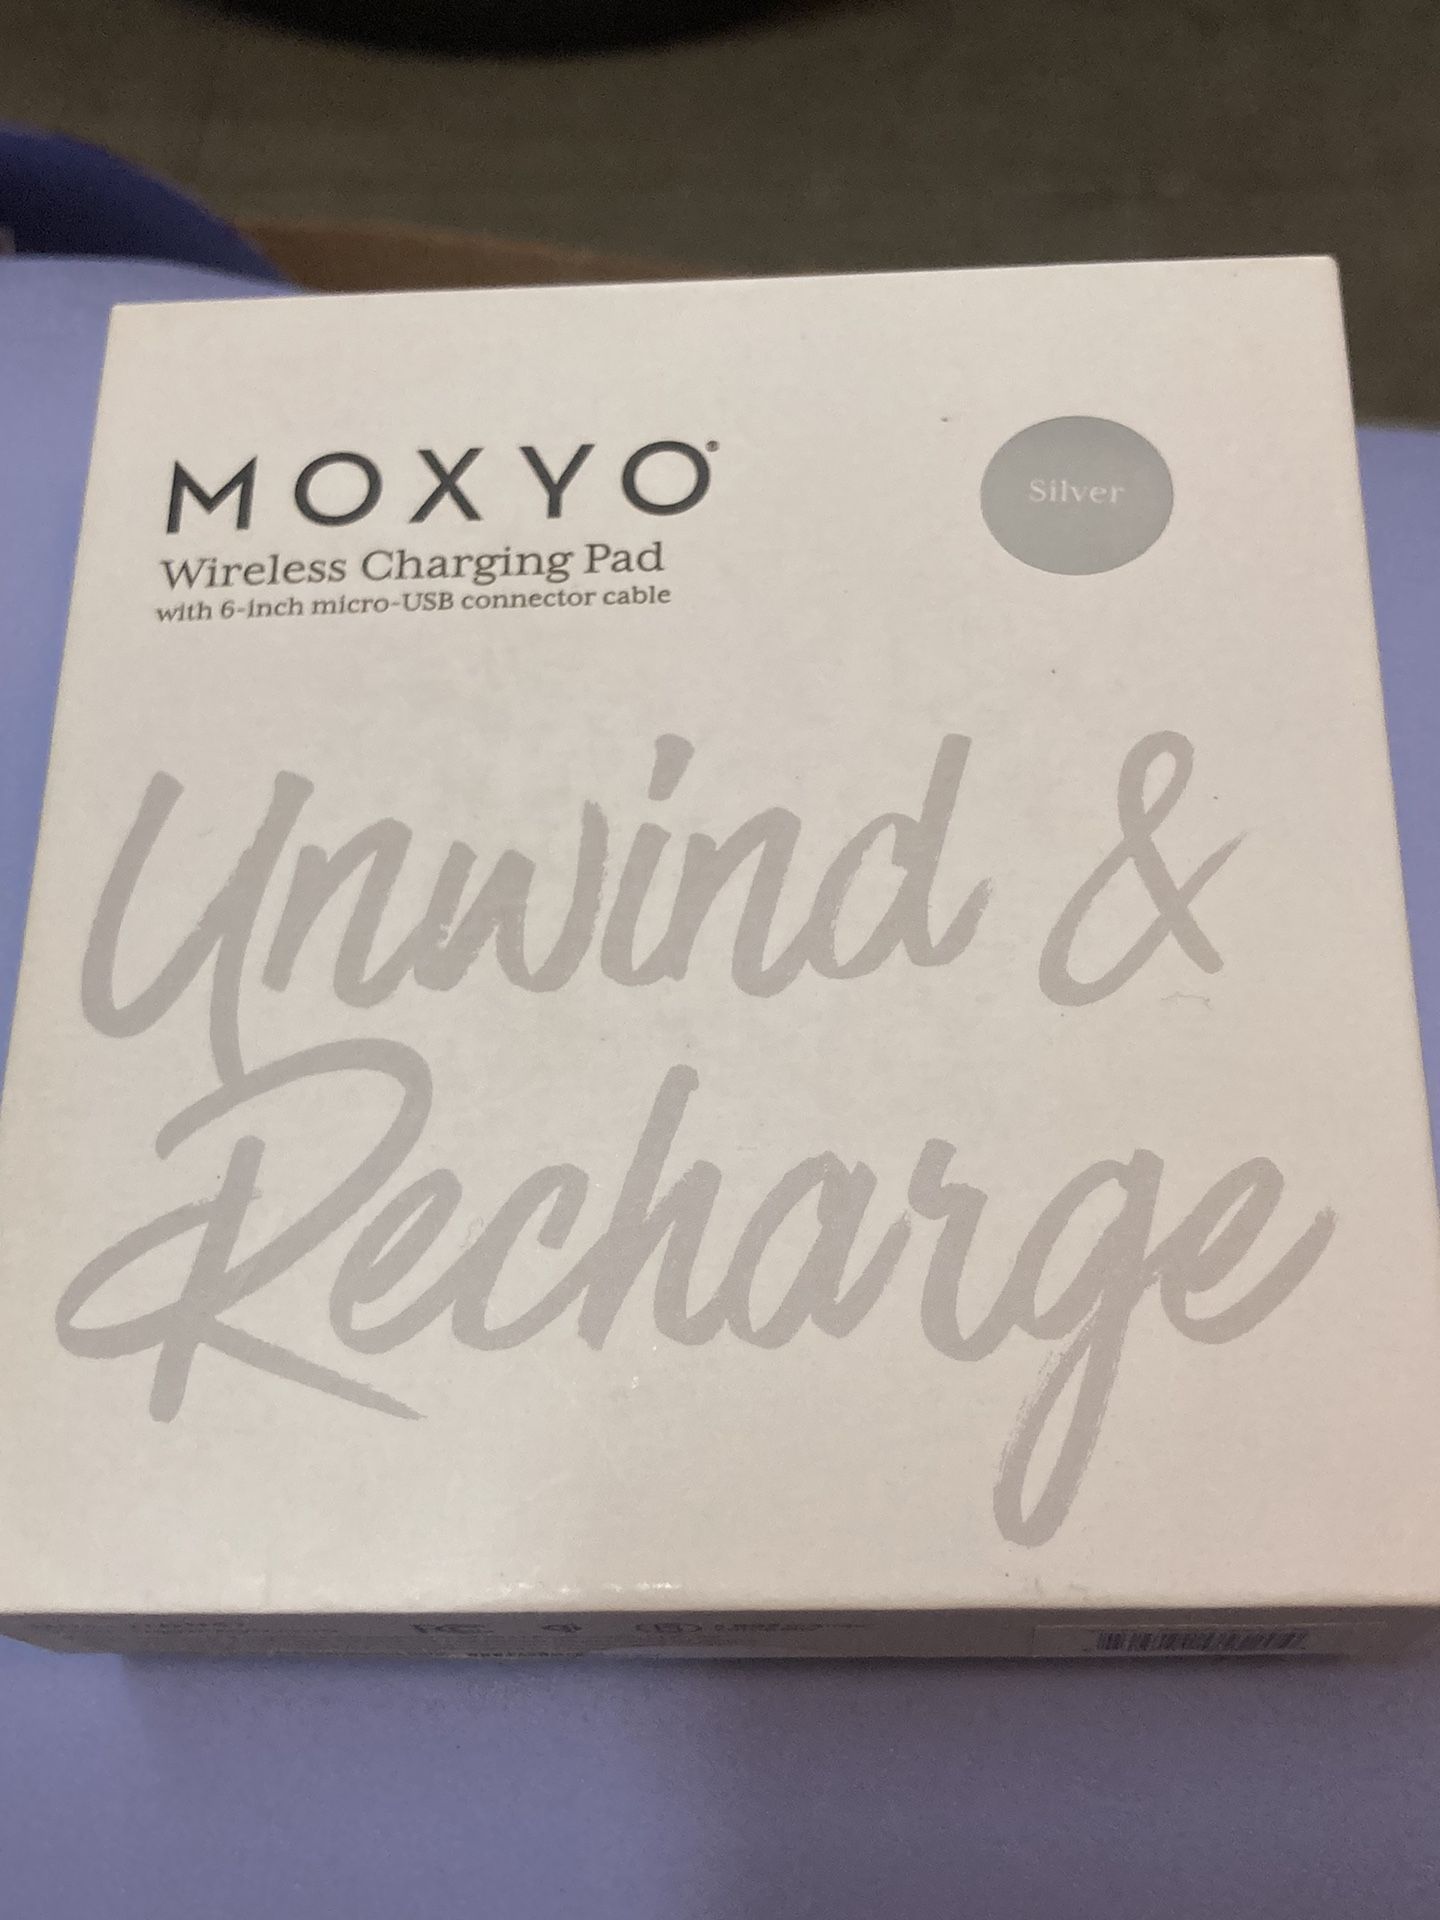 MOXYO
Silver
Wireless Charging Pad
with 6-inch micro-USB connector cable
Unwind &
Recharge